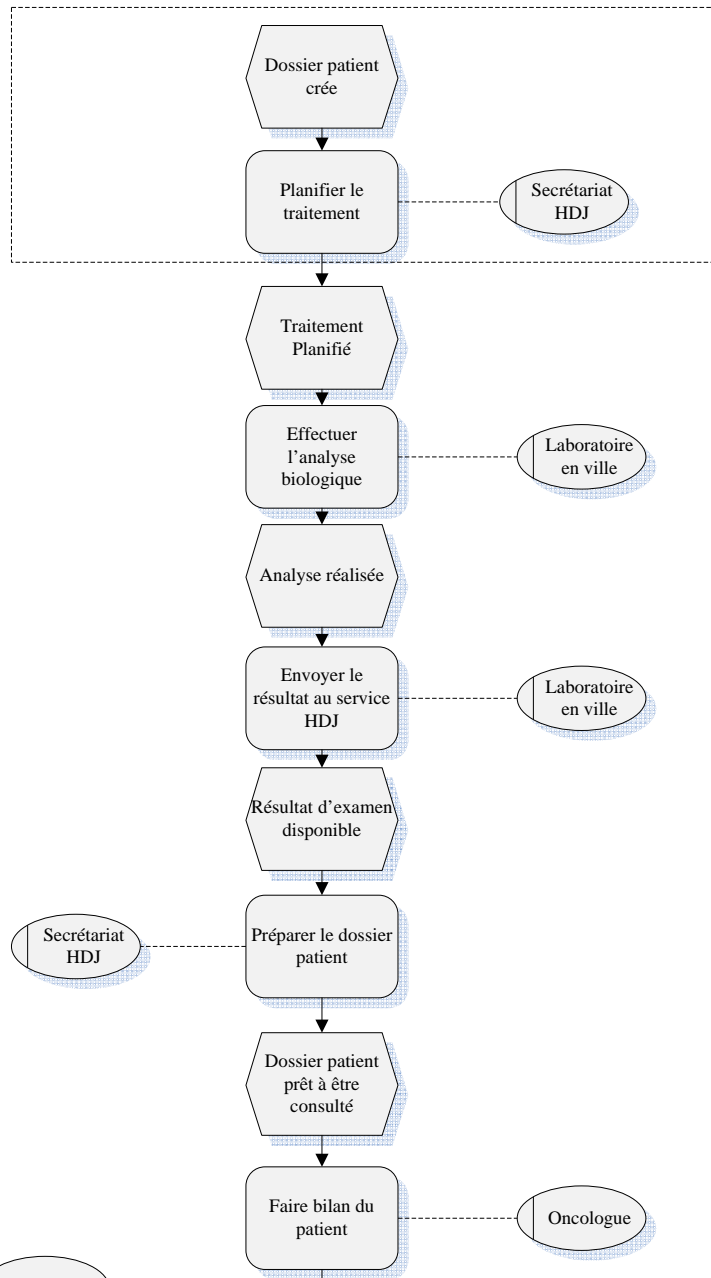 Dossier patient
crée
Planifier le
traitement
Secrétariat
HDJ
Traitement
Planifié
Effectuer
l'analyse
biologique
Laboratoire
en ville
Analyse réalisée
Envoyer le
résultat au service
HDJ
Laboratoire
en ville
Résultat d'examen
disponible
Secrétariat
HDJ
Préparer le dossier
patient
Dossier patient
prêt à être
consulté
Faire bilan du
patient
Oncologue